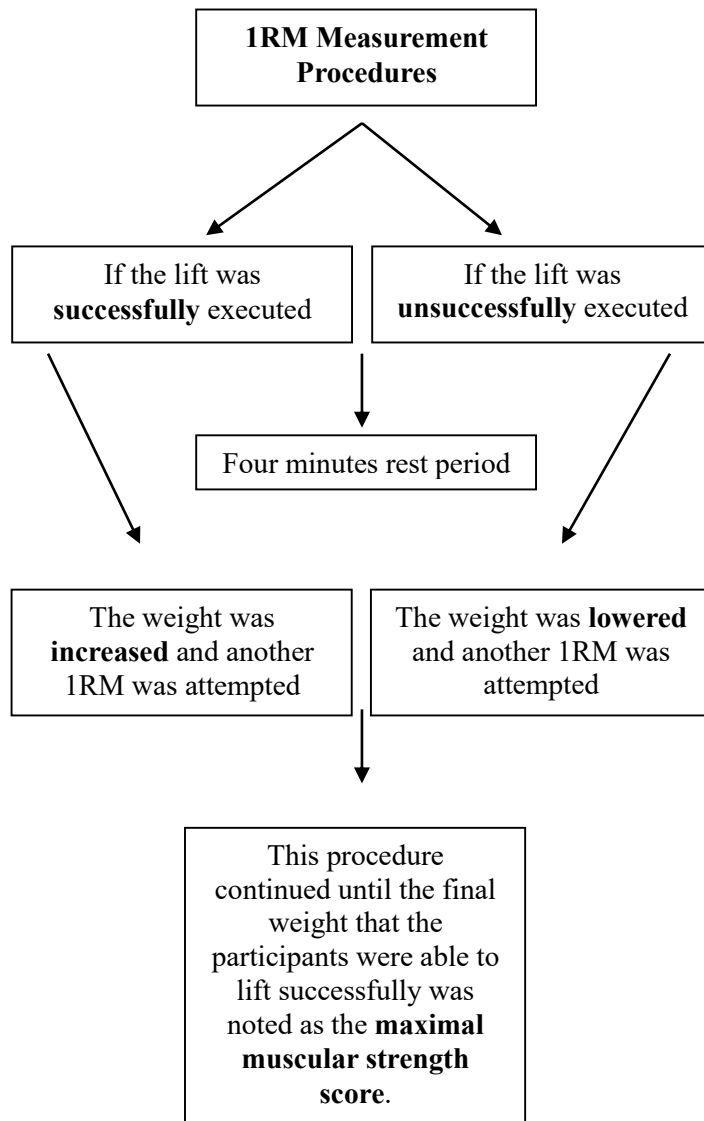 1RM Measurement
Procedures
If the lift was
successfully executed
If the lift was
unsuccessfully executed
Four minutes rest period
The weight was
increased and another
1RM was attempted
The weight was lowered
and another 1RM was
attempted
This procedure
continued until the final
weight that the
participants were able to
lift successfully was
noted as the maximal
muscular strength
score.